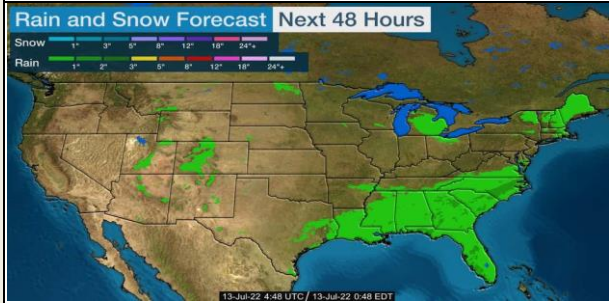 Rain and Snow Forecast Next 48 Hours
Snow
1" 3" 5" 8" 12" 18" 24"+
Rain
1" 2" 3" 5" 8" 12" 18" 24"+
13-Jul-22 4:48 UTC / 13-Jul-22 0:48 EDT